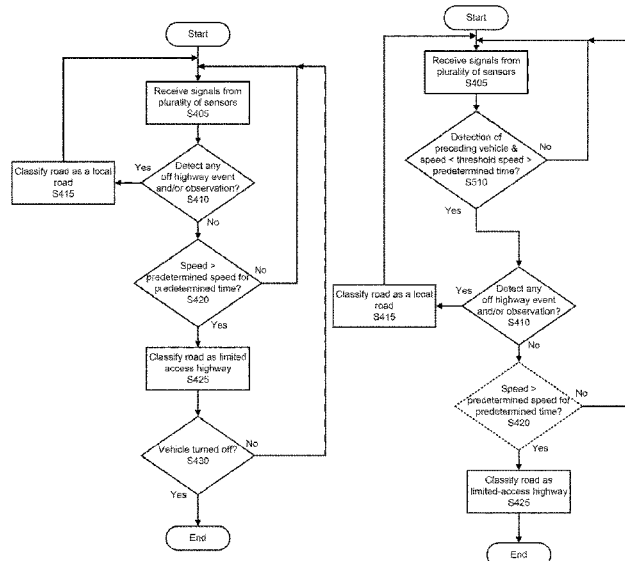 Start
Receive signals from
plurality of sensors
S405
Detect any
off highway event
and/or observation?
S410
Yes
Classify road as a local
road
S415
No
Speed >
predetermined speed for
predetermined time?
S420
No
Yes
Classify road as limited
access highway
S425
Vehicle turned off?
S430
No
Yes
End
Start
Receive signals from
plurality of sensors
S405
Detection of
preceding vehicle &
speed < threshold speed >
predetermined time?
S510
No
Yes
Detect any
off highway event
and/or observation?
S410
Yes
Classify road as a local
road
S415
No
Speed >
predetermined speed for
predetermined time?
S420
No
Yes
Classify road as
limited-access highway
S425
End